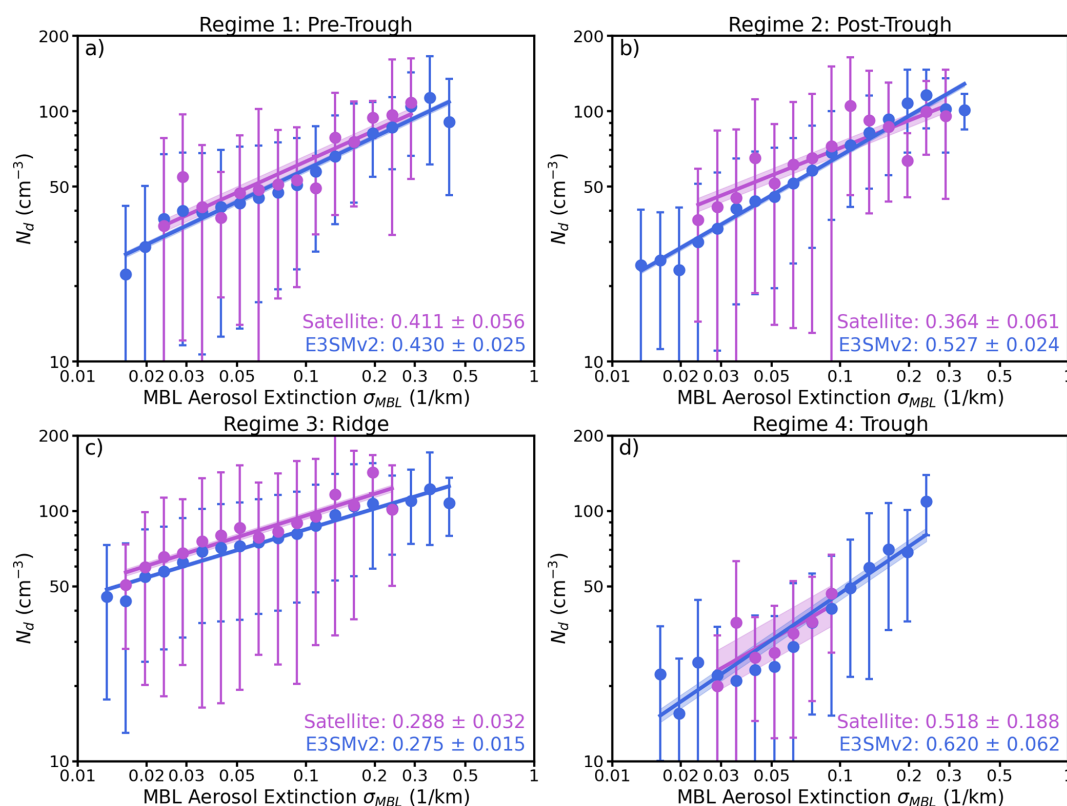 Regime 1: Pre-Trough
a)
200
100
50
10
N_d (cm⁻³)
Satellite: 0.411 ± 0.056
E3SMv2: 0.430 ± 0.025
0.01 0.02 0.03 0.05 0.1 0.2 0.3 0.5 1
MBL Aerosol Extinction σ_MBL (1/km)
Regime 2: Post-Trough
b)
200
100
50
10
N_d (cm⁻³)
Satellite: 0.364 ± 0.061
E3SMv2: 0.527 ± 0.024
0.01 0.02 0.03 0.05 0.1 0.2 0.3 0.5 1
MBL Aerosol Extinction σ_MBL (1/km)
Regime 3: Ridge
c)
200
100
50
10
N_d (cm⁻³)
Satellite: 0.288 ± 0.032
E3SMv2: 0.275 ± 0.015
0.01 0.02 0.03 0.05 0.1 0.2 0.3 0.5 1
MBL Aerosol Extinction σ_MBL (1/km)
Regime 4: Trough
d)
200
100
50
10
N_d (cm⁻³)
Satellite: 0.518 ± 0.188
E3SMv2: 0.620 ± 0.062
0.01 0.02 0.03 0.05 0.1 0.2 0.3 0.5 1
MBL Aerosol Extinction σ_MBL (1/km)